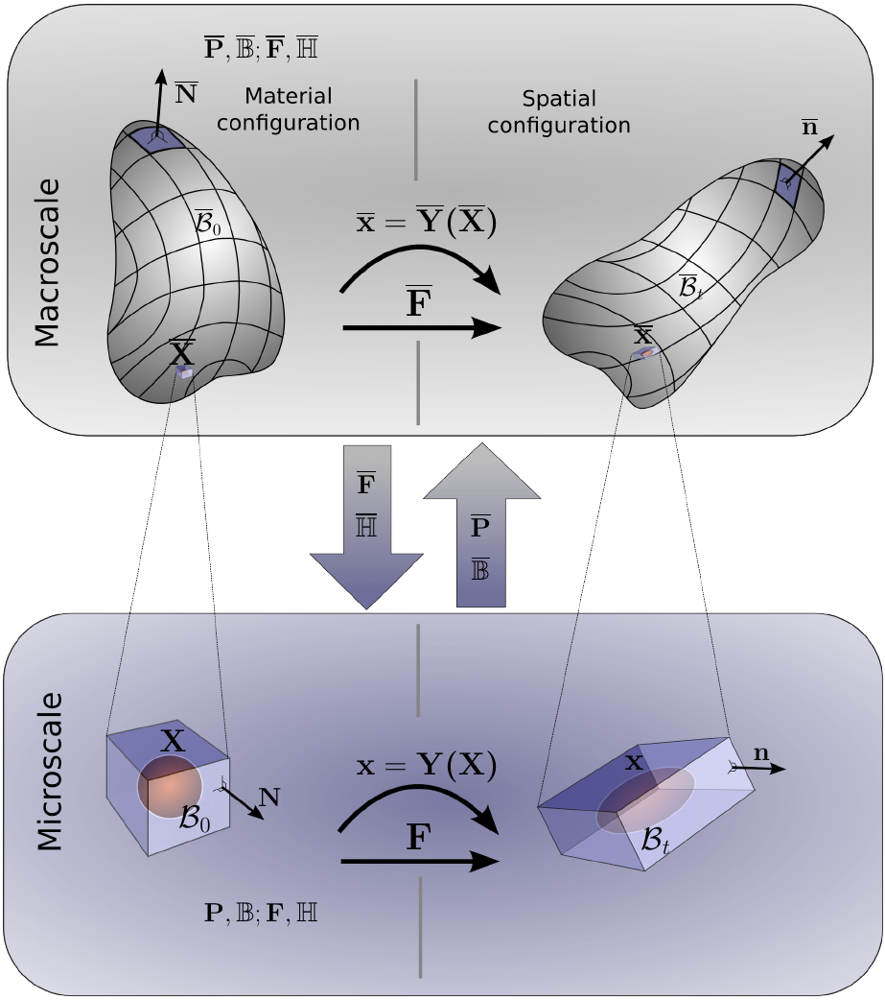 P̅, 𝔹̅; F̅, ℍ̅
N̅
Material
configuration
Spatial
configuration
n̅
Macroscale
ℬ̅₀
x̅ = Y̅(X̅)
F̅
ℬ̅ₜ
X̅
x̅
F̅
ℍ̅
P̅
𝔹̅
Microscale
X
ℬ₀
N
x = Y(X)
F
x
n
ℬₜ
P, 𝔹; F, ℍ